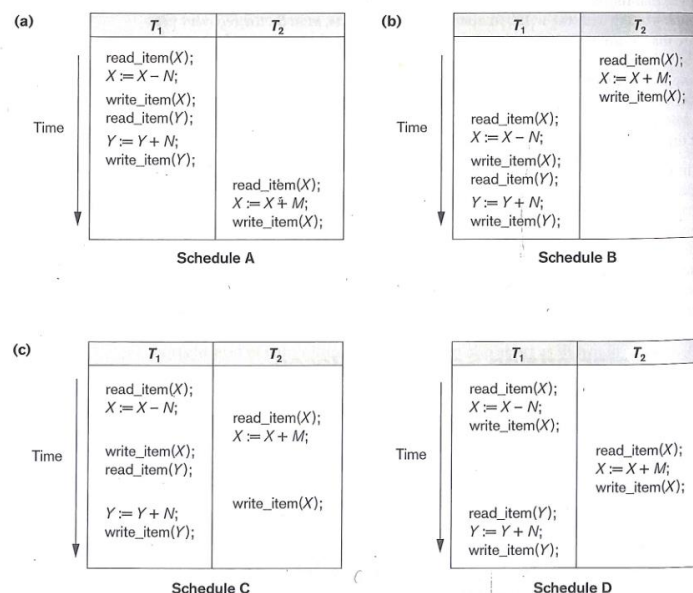 (a)
T1 T2
read_item(X);
X := X – N;
write_item(X);
read_item(Y);
Time
Y := Y + N;
write_item(Y);
read_item(X);
X := X + M;
write_item(X);
Schedule A
(b)
T1 T2
read_item(X);
X := X + M;
write_item(X);
Time
read_item(X);
X := X – N;
write_item(X);
read_item(Y);
Y := Y + N;
write_item(Y);
Schedule B
(c)
T1 T2
read_item(X);
X := X – N;
read_item(X);
X := X + M;
Time
write_item(X);
read_item(Y);
write_item(X);
Y := Y + N;
write_item(Y);
Schedule C
T1 T2
read_item(X);
X := X – N;
write_item(X);
Time
read_item(X);
X := X + M;
write_item(X);
read_item(Y);
Y := Y + N;
write_item(Y);
Schedule D